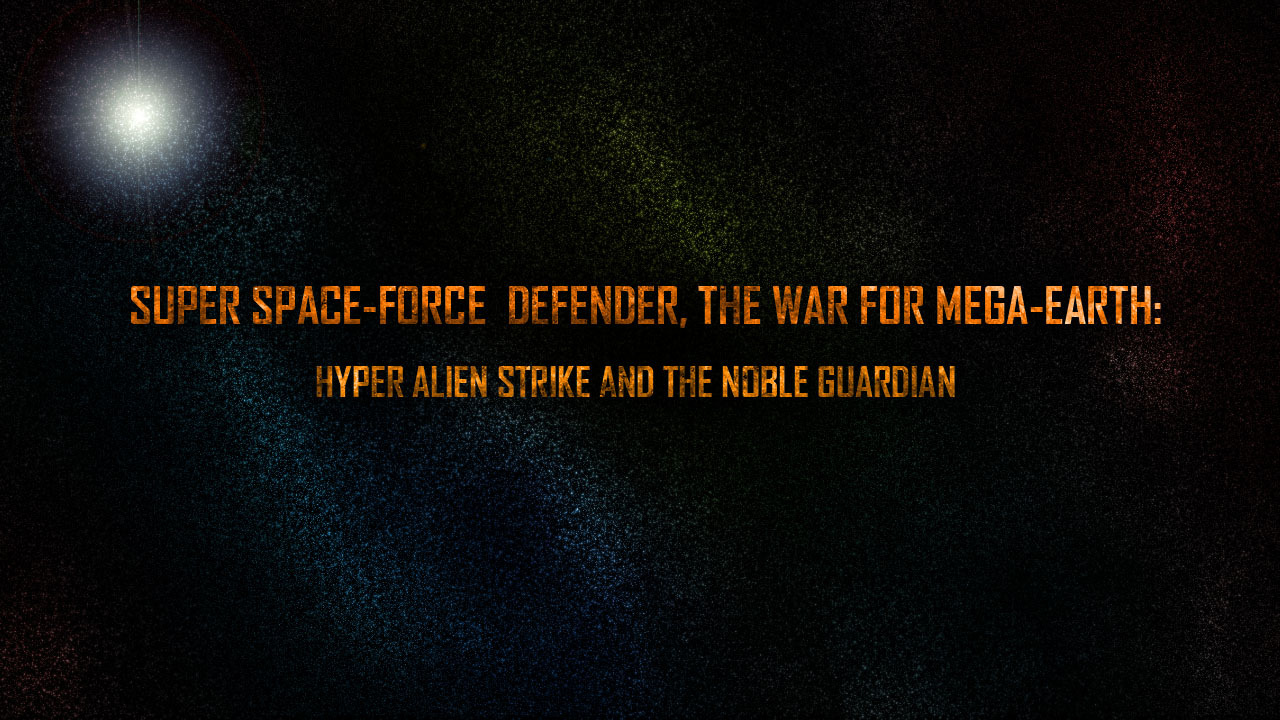 SUPER SPACE-FORCE  DEFENDER, THE WAR FOR MEGA-EARTH:
HYPER ALIEN STRIKE AND THE NOBLE GUARDIAN